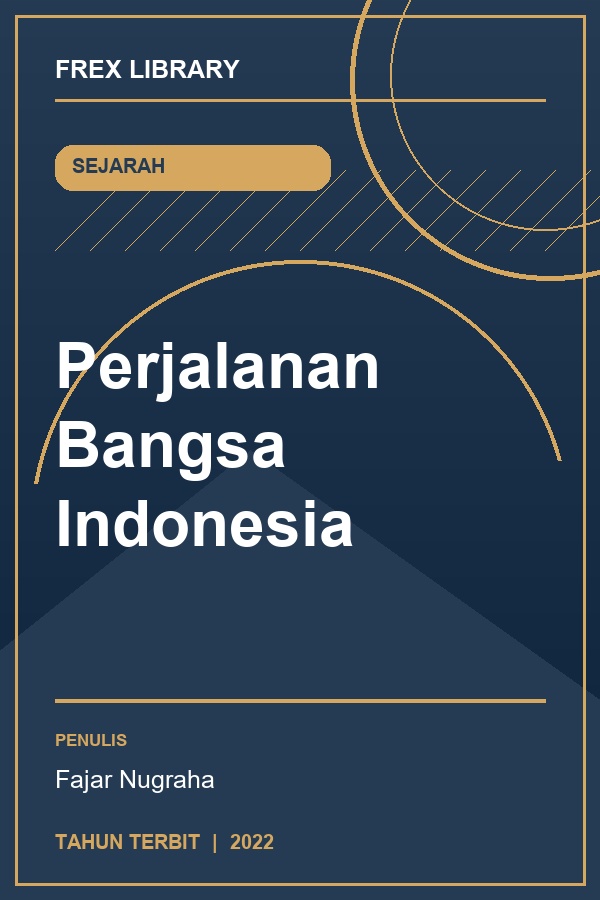 FREX LIBRARY
SEJARAH
Perjalanan
Bangsa
Indonesia
PENULIS
Fajar Nugraha
TAHUN TERBIT | 2022